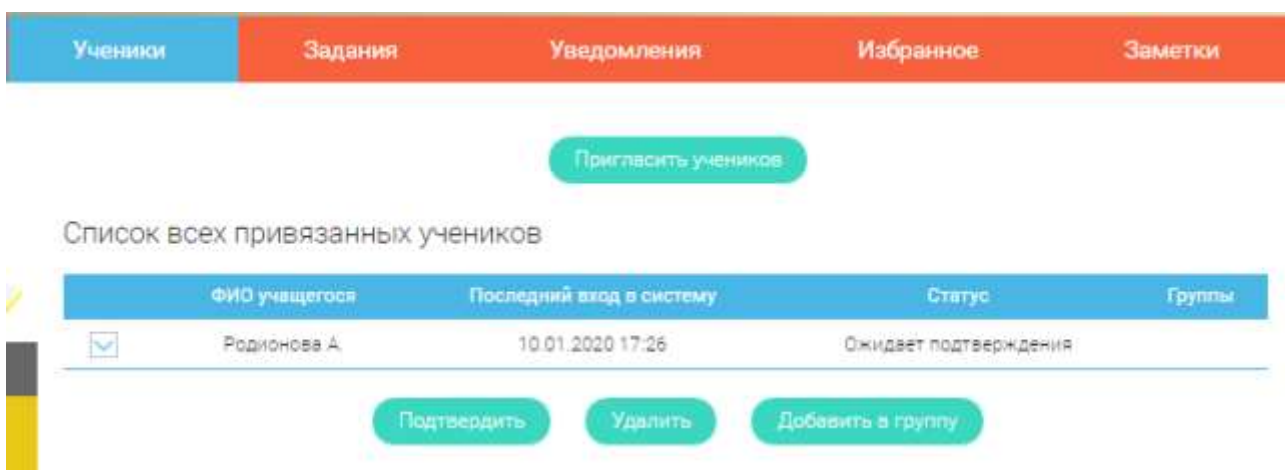 Ученики Задания Уведомления Избранное Заметки
Пригласить учеников
Список всех привязанных учеников
ФИО учащегося Последний вход в систему Статус Группы
Родионова А. 10.01.2020 17:26 Ожидает подтверждения
Подтвердить Удалить Добавить в группу